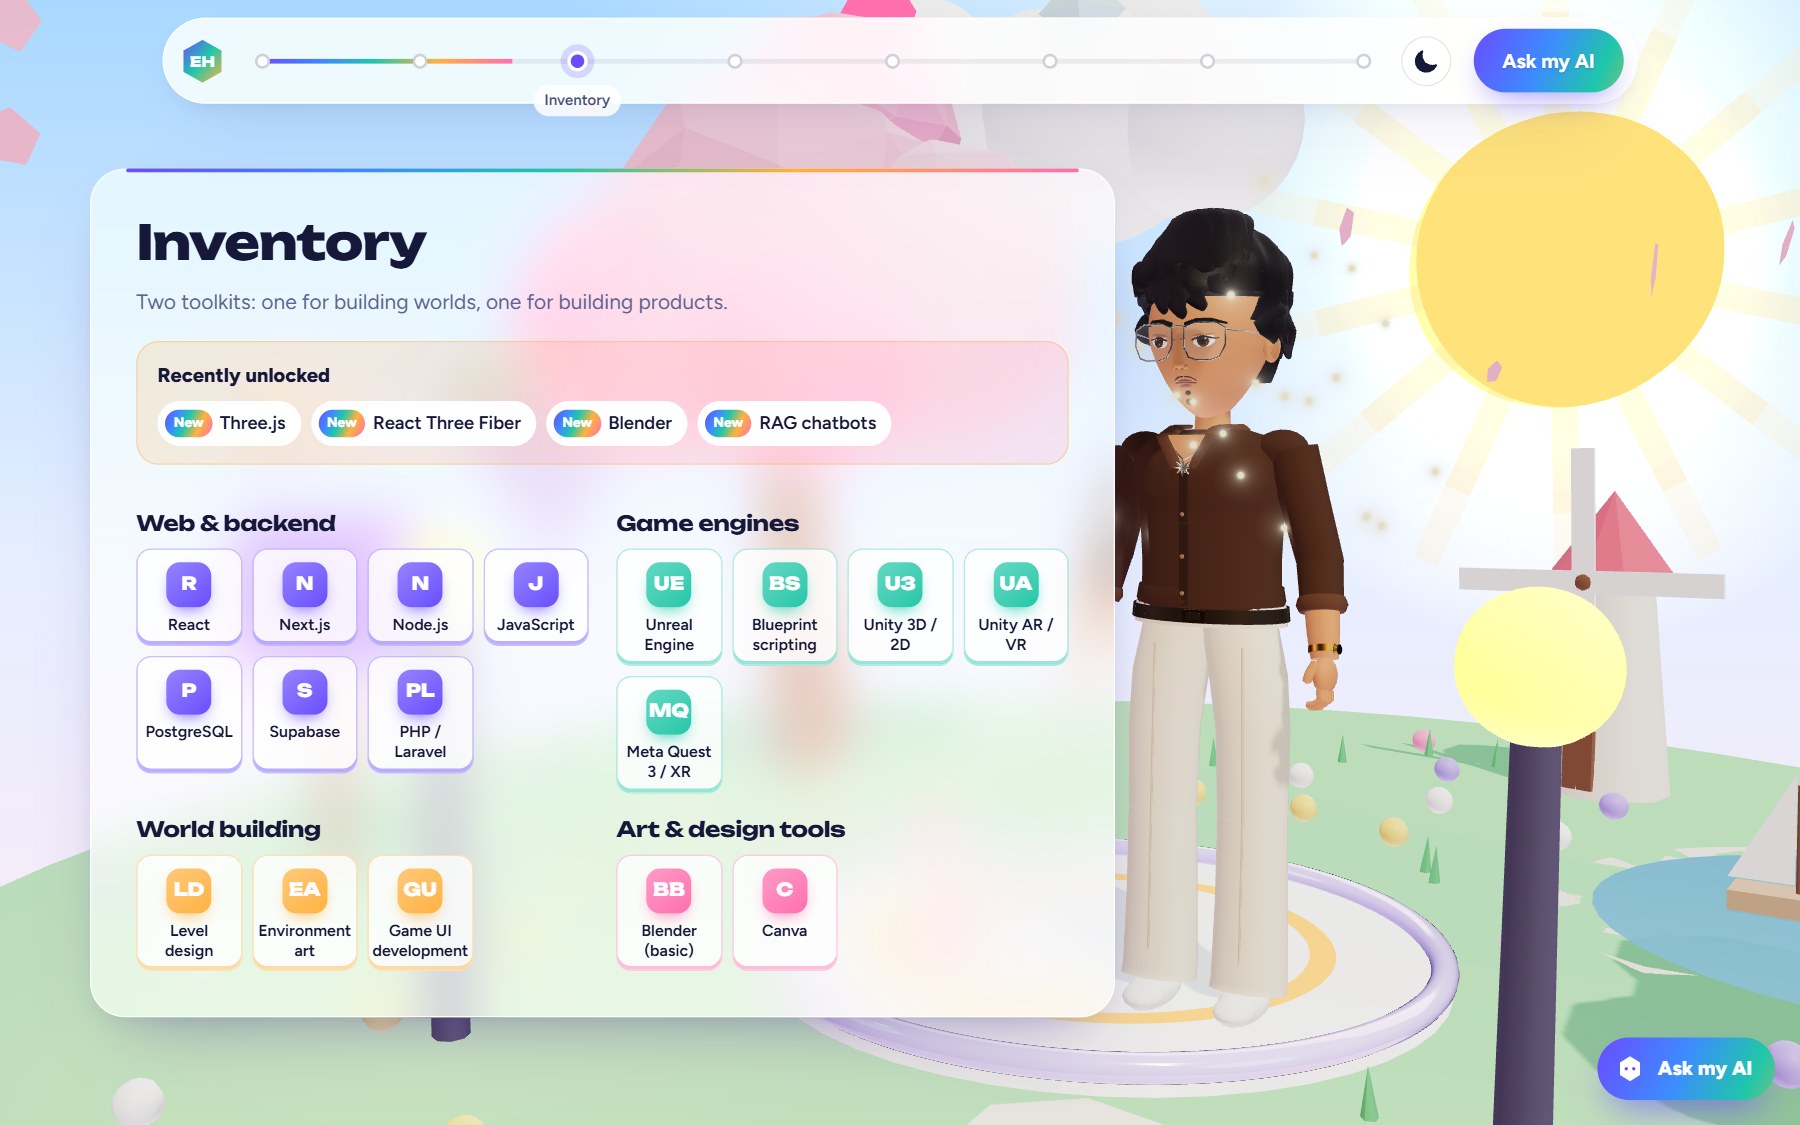 EH
Ask my AI
Inventory
Inventory
Two toolkits: one for building worlds, one for building products.
Recently unlocked
New Three.js
New React Three Fiber
New Blender
New RAG chatbots
Web & backend
R
React
N
Next.js
N
Node.js
J
JavaScript
P
PostgreSQL
S
Supabase
PL
PHP /
Laravel
Game engines
UE
Unreal
Engine
BS
Blueprint
scripting
U3
Unity 3D /
2D
UA
Unity AR /
VR
MQ
Meta Quest
3 / XR
World building
LD
Level
design
EA
Environment
art
GU
Game UI
development
Art & design tools
BB
Blender
(basic)
C
Canva
Ask my AI